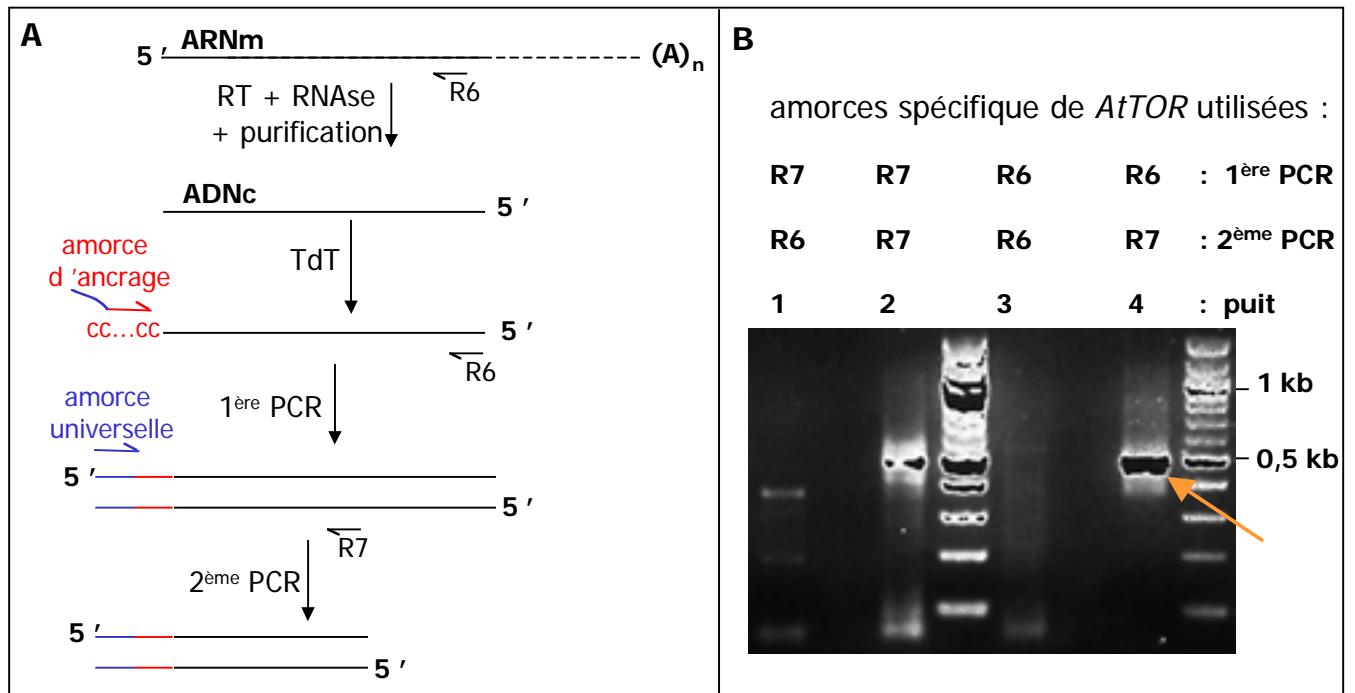 A
5 ' ARNm (A)n
R6
RT + RNAse
+ purification
ADNc
5 '
amorce
d 'ancrage
TdT
cc...cc
5 '
R6
amorce
universelle
1ère PCR
5 '
5 '
R7
2ème PCR
5 '
5 '
B
amorces spécifique de AtTOR utilisées :
R7 R7 R6 R6 : 1ère PCR
R6 R7 R6 R7 : 2ème PCR
1 2 3 4 : puit
1 kb
0,5 kb